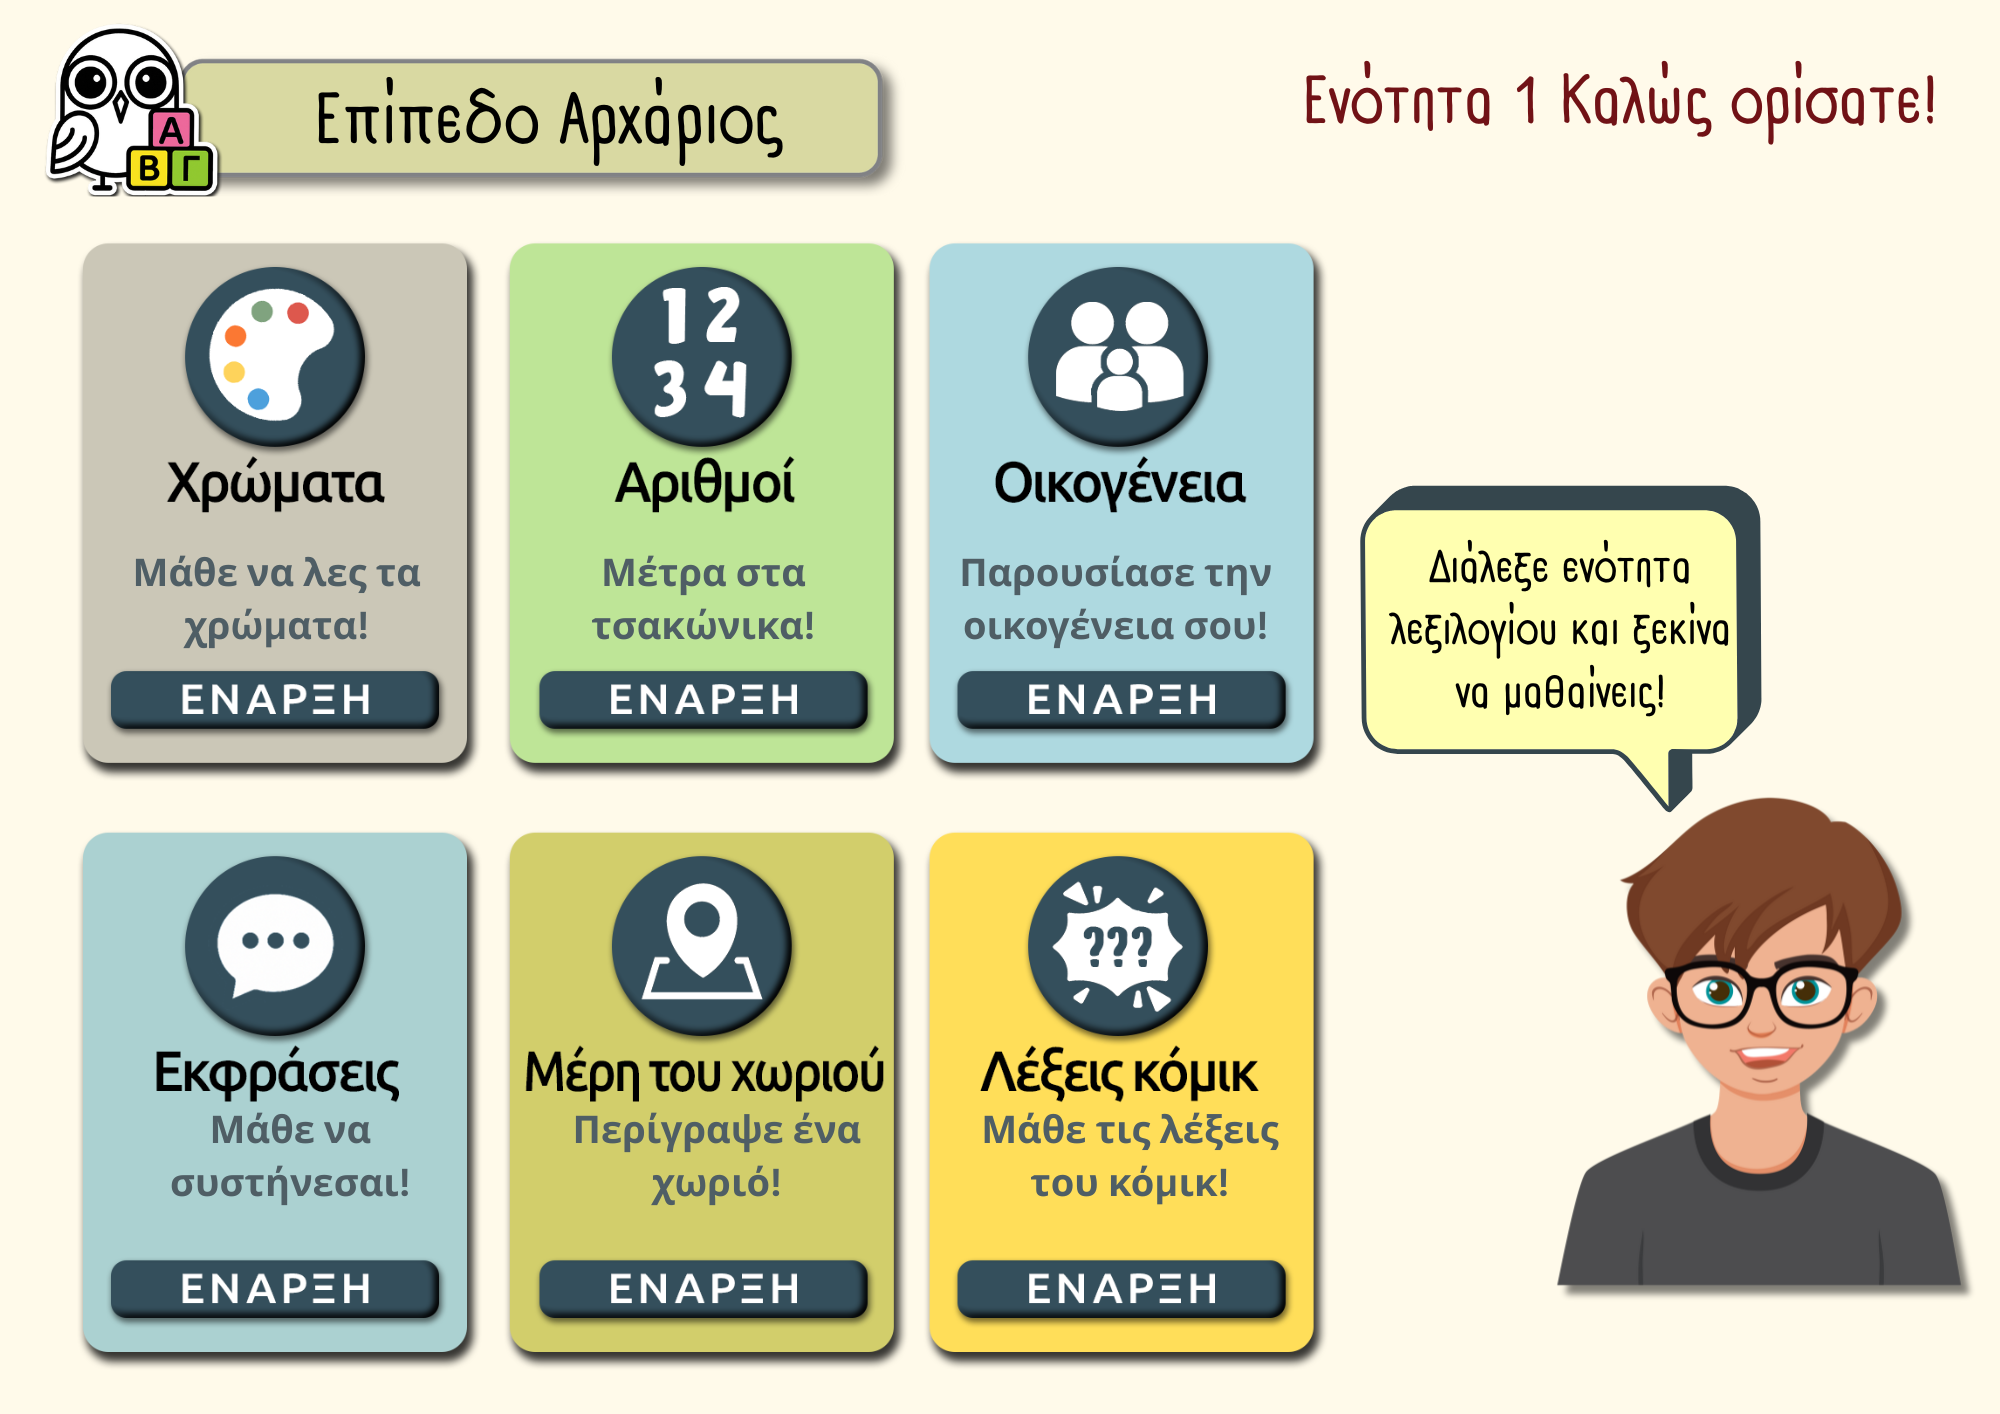 Α
Β Γ
Επίπεδο Αρχάριος
Ενότητα 1 Καλώς ορίσατε!
1 2
3 4
Χρώματα
Μάθε να λες τα
χρώματα!
ΕΝΑΡΞΗ
Αριθμοί
Μέτρα στα
τσακώνικα!
ΕΝΑΡΞΗ
Οικογένεια
Παρουσίασε την
οικογένεια σου!
ΕΝΑΡΞΗ
Διάλεξε ενότητα
λεξιλογίου και ξεκίνα
να μαθαίνεις!
Εκφράσεις
Μάθε να
συστήνεσαι!
ΕΝΑΡΞΗ
Μέρη του χωριού
Περίγραψε ένα
χωριό!
ΕΝΑΡΞΗ
???
Λέξεις κόμικ
Μάθε τις λέξεις
του κόμικ!
ΕΝΑΡΞΗ